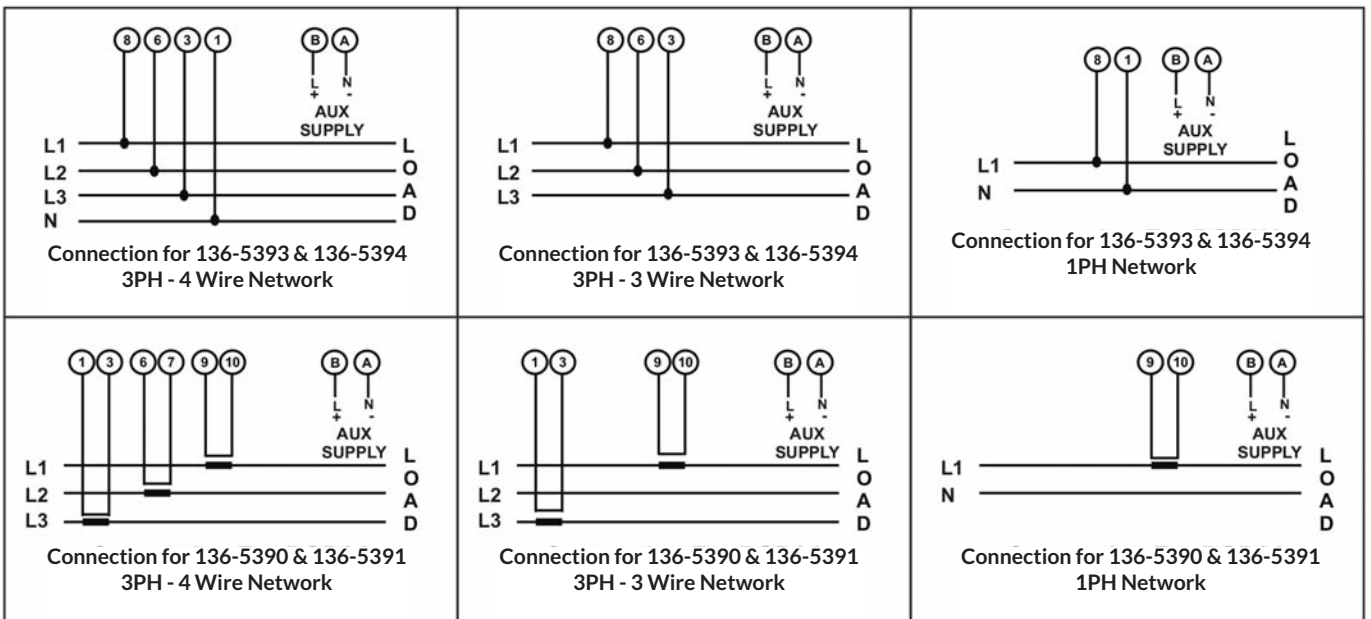 8 6 3 1 B A
L N
+ -
AUX
SUPPLY
L1 L
L2 O
L3 A
N D
Connection for 136-5393 & 136-5394
3PH - 4 Wire Network
8 6 3 B A
L N
+ -
AUX
SUPPLY
L1 L
L2 O
L3 A
D
Connection for 136-5393 & 136-5394
3PH - 3 Wire Network
8 1 B A
L N
+ -
AUX
SUPPLY
L
L1 O
N A
D
Connection for 136-5393 & 136-5394
1PH Network
1 3 6 7 9 10 B A
L N
+ -
AUX
SUPPLY L
L1 O
L2 A
L3 D
Connection for 136-5390 & 136-5391
3PH - 4 Wire Network
1 3 9 10 B A
L N
+ -
AUX
SUPPLY L
L1 O
L2 A
L3 D
Connection for 136-5390 & 136-5391
3PH - 3 Wire Network
9 10 B A
L N
+ -
AUX
SUPPLY L
L1 O
N A
D
Connection for 136-5390 & 136-5391
1PH Network